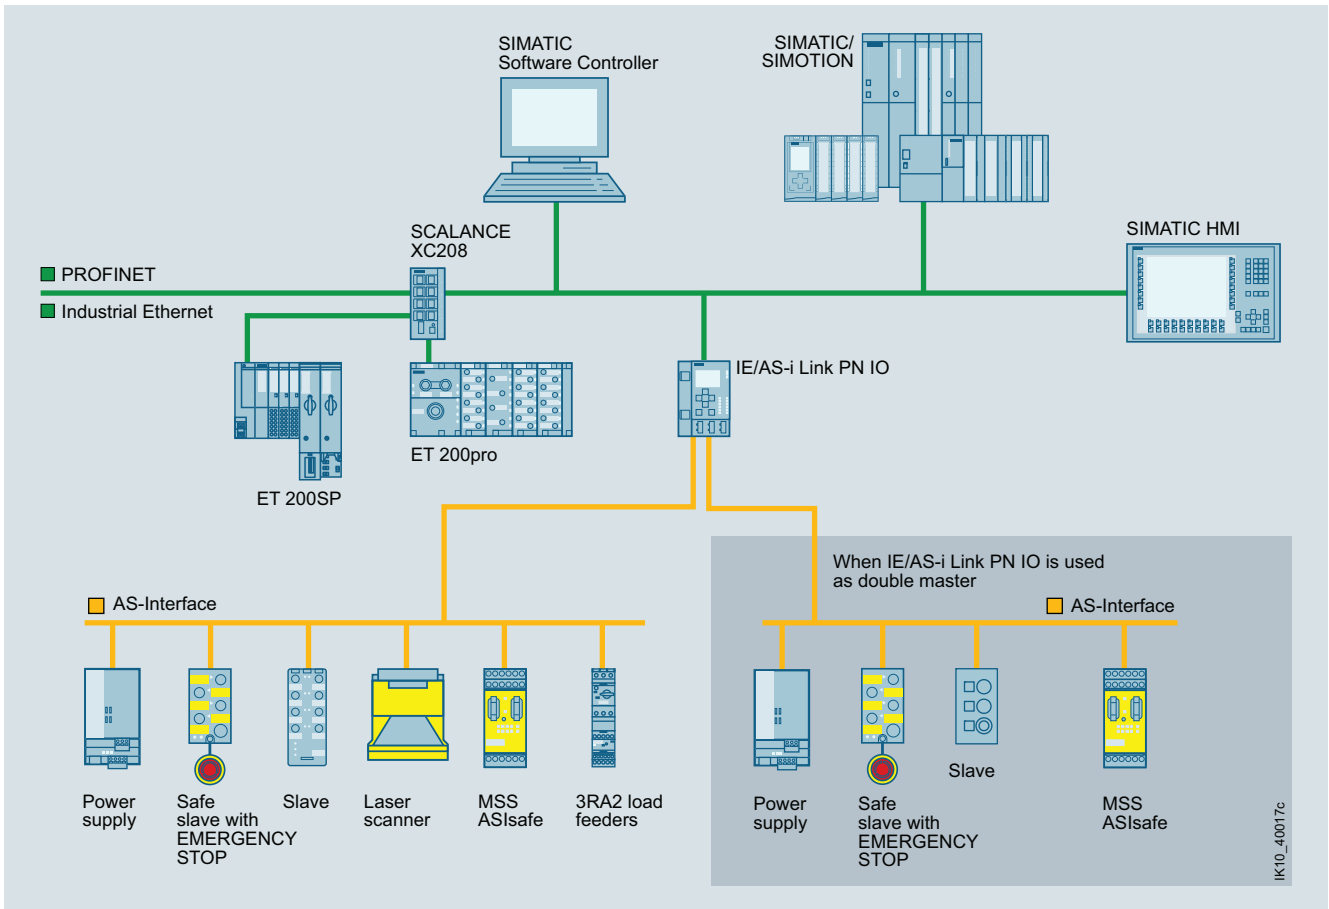 SIMATIC
Software Controller
SIMATIC/
SIMOTION
SCALANCE
XC208
SIMATIC HMI
PROFINET
Industrial Ethernet
IE/AS-i Link PN IO
ET 200pro
ET 200SP
When IE/AS-i Link PN IO is used
as double master
AS-Interface
AS-Interface
Power
supply
Safe
slave with
EMERGENCY
STOP
Slave
Laser
scanner
MSS
ASIsafe
3RA2 load
feeders
Power
supply
Safe
slave with
EMERGENCY
STOP
Slave
MSS
ASIsafe
IK10_40017c